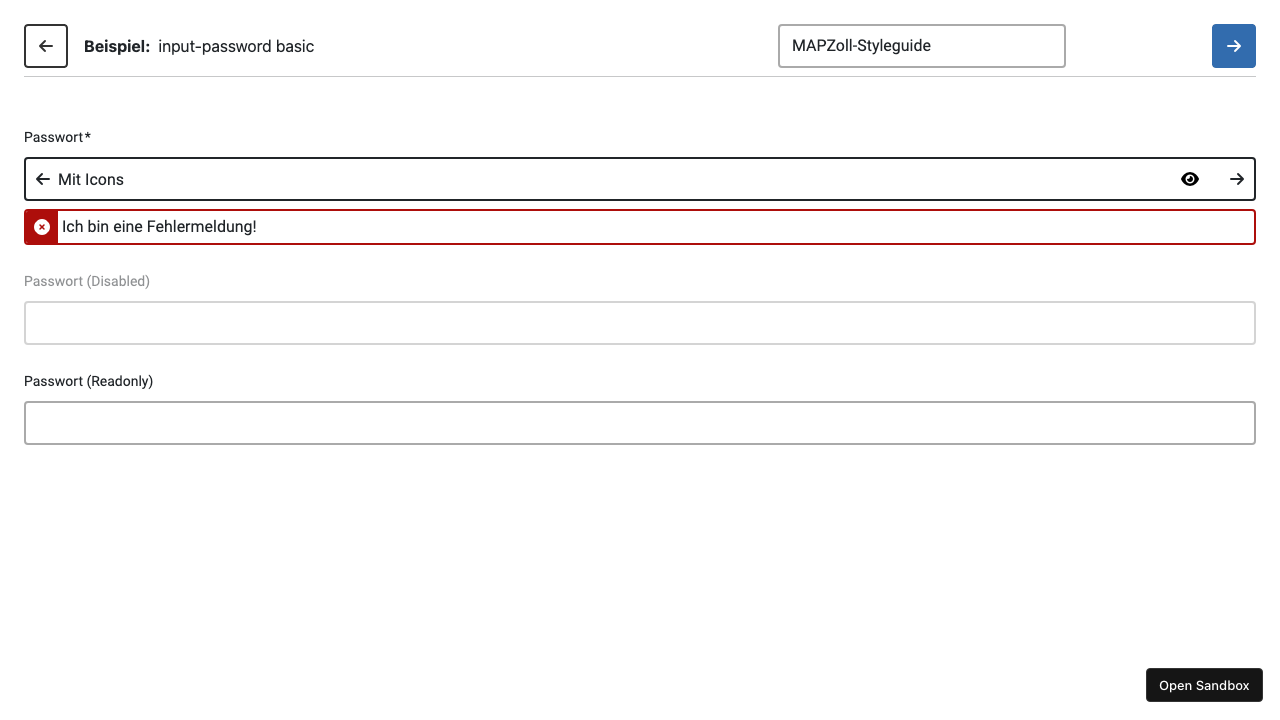 Beispiel: input-password basic
MAPZoll-Styleguide
Passwort*
Mit Icons
Ich bin eine Fehlermeldung!
Passwort (Disabled)
Passwort (Readonly)
Open Sandbox